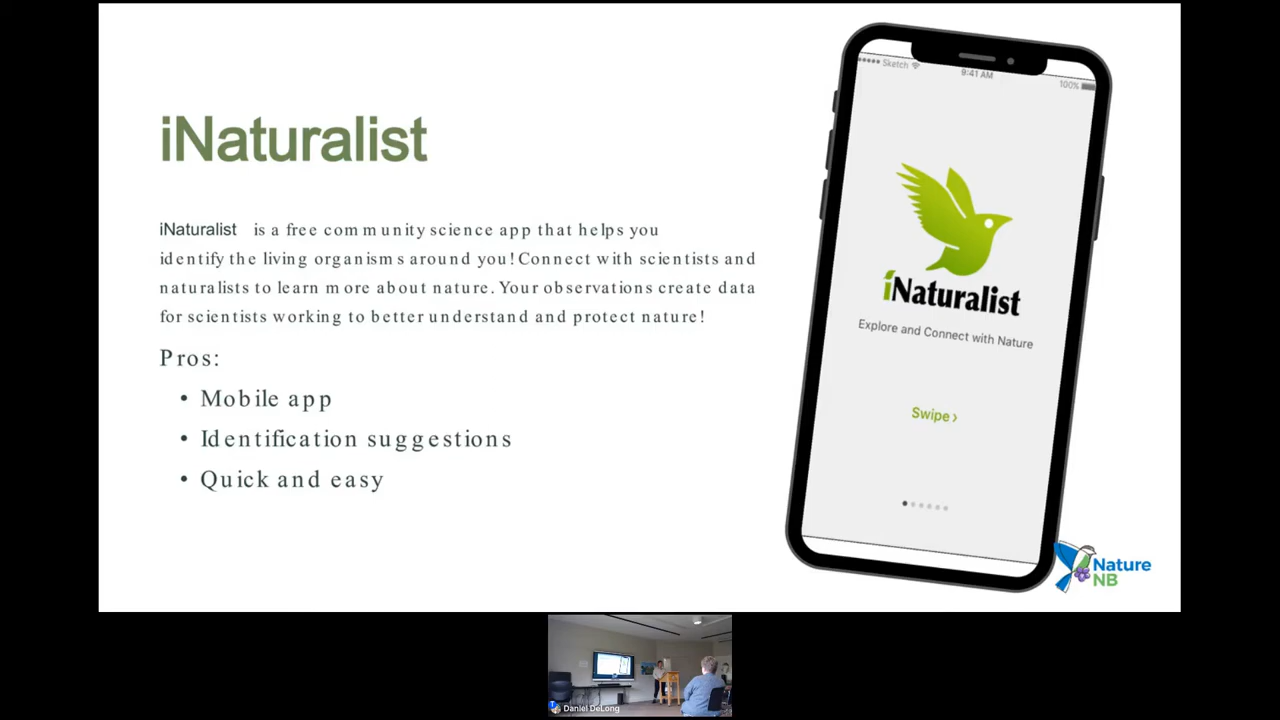 iNaturalist
iNaturalist is a free community science app that helps you
identify the living organisms around you! Connect with scientists and
naturalists to learn more about nature. Your observations create data
for scientists working to better understand and protect nature!
Pros:
• Mobile app
• Identification suggestions
• Quick and easy
Sketch
9:41 AM
100%
iNaturalist
Explore and Connect with Nature
Swipe ›
Nature
NB
Daniel DeLong